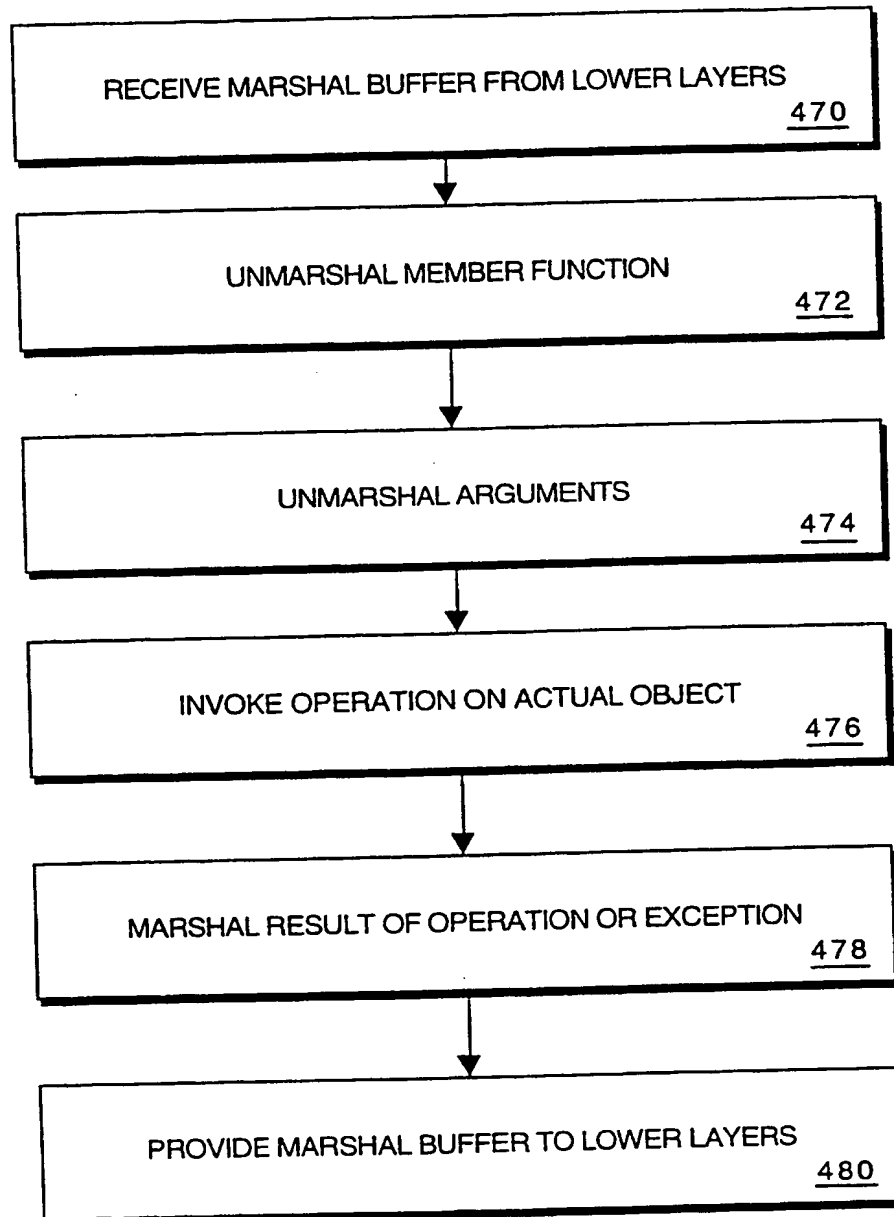 RECEIVE MARSHAL BUFFER FROM LOWER LAYERS
470
UNMARSHAL MEMBER FUNCTION
472
UNMARSHAL ARGUMENTS
474
INVOKE OPERATION ON ACTUAL OBJECT
476
MARSHAL RESULT OF OPERATION OR EXCEPTION
478
PROVIDE MARSHAL BUFFER TO LOWER LAYERS
480